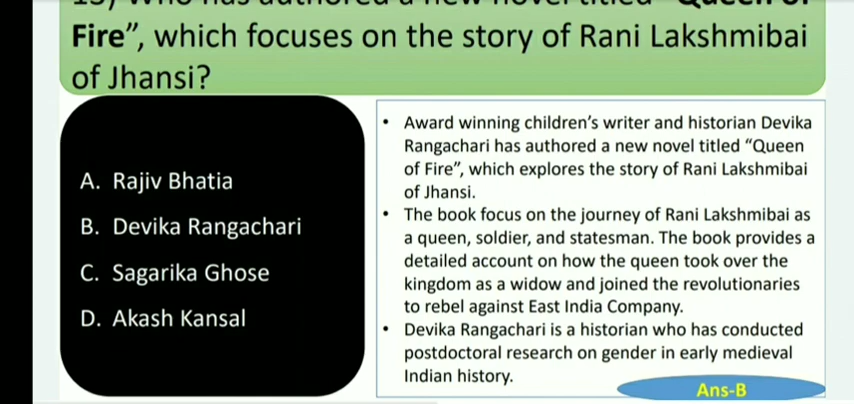 Fire”, which focuses on the story of Rani Lakshmibai
of Jhansi?
A. Rajiv Bhatia
B. Devika Rangachari
C. Sagarika Ghose
D. Akash Kansal
• Award winning children’s writer and historian Devika
Rangachari has authored a new novel titled “Queen
of Fire”, which explores the story of Rani Lakshmibai
of Jhansi.
• The book focus on the journey of Rani Lakshmibai as
a queen, soldier, and statesman. The book provides a
detailed account on how the queen took over the
kingdom as a widow and joined the revolutionaries
to rebel against East India Company.
• Devika Rangachari is a historian who has conducted
postdoctoral research on gender in early medieval
Indian history.
Ans-B